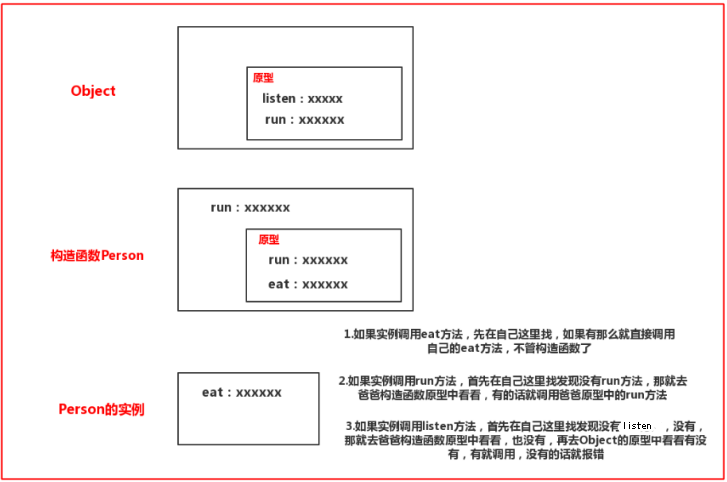 原型
listen：xxxxx
Object
run：xxxxxx
run：xxxxxx
原型
构造函数Person
run：xxxxxx
eat：xxxxxx
1.如果实例调用eat方法，先在自己这里找，如果有那么就直接调用
自己的eat方法，不管构造函数了
eat：xxxxxx
2.如果实例调用run方法，首先在自己这里找发现没有run方法，那就去
爸爸构造函数原型中看看，有的话就调用爸爸原型中的run方法
Person的实例
3.如果实例调用listen方法，首先在自己这里找发现没有listen ，没有，
那就去爸爸构造函数原型中看看，也没有，再去Object的原型中看看有没
有，有就调用，没有的话就报错